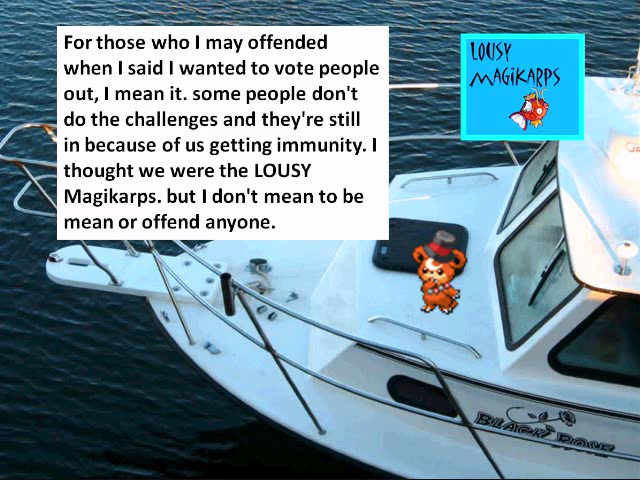 For those who I may offended
when I said I wanted to vote people
out, I mean it. some people don't
do the challenges and they're still
in because of us getting immunity. I
thought we were the LOUSY
Magikarps. but I don't mean to be
mean or offend anyone.
LOUSY
MAGiKARPS
BLACK ROSE